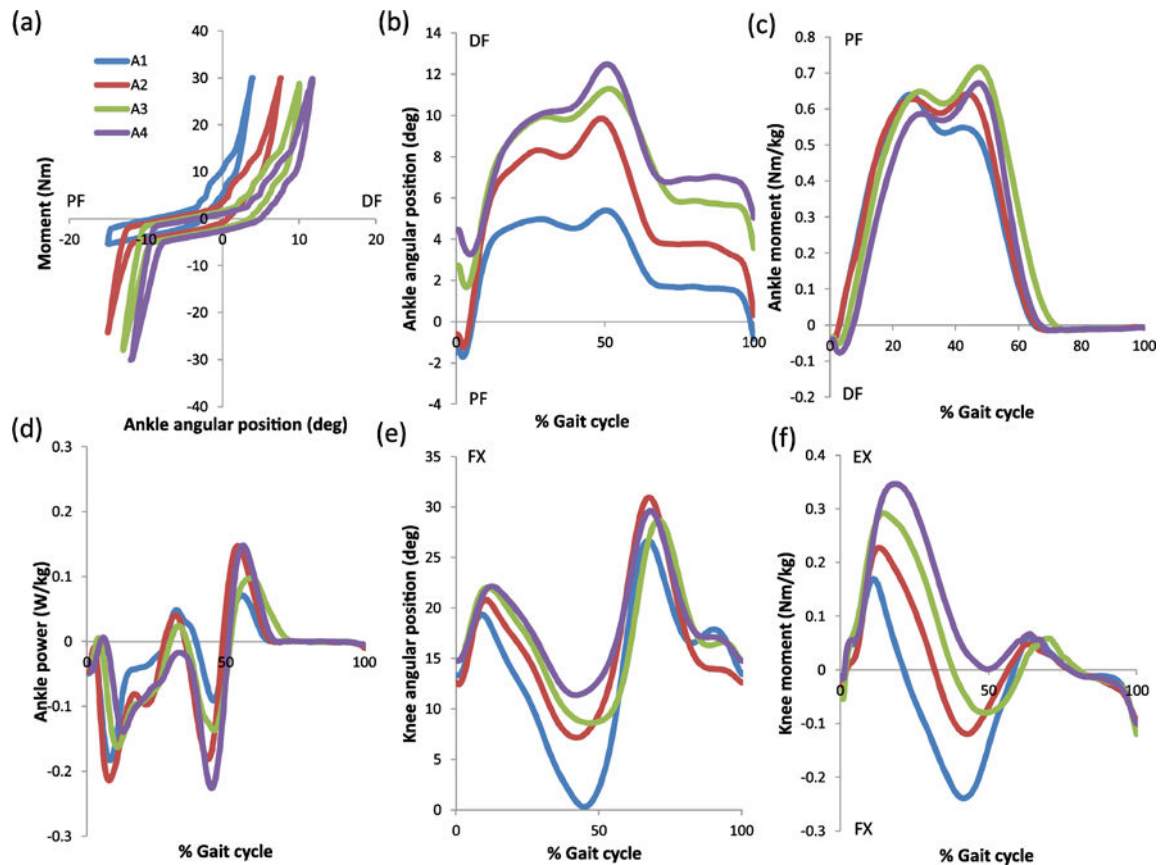 (a)
A1
A2
A3
A4
Moment (Nm)
40
30
20
10
0
-10
-20
-30
-40
PF
DF
-20
-10
0
10
20
Ankle angular position (deg)
(b)
DF
Ankle angular position (deg)
14
12
10
8
6
4
2
0
-2
-4
0
50
100
PF
% Gait cycle
(c)
PF
Ankle moment (Nm/kg)
0.8
0.7
0.6
0.5
0.4
0.3
0.2
0.1
0
-0.1
-0.2
0
20
40
60
80
100
DF
% Gait cycle
(d)
Ankle power (W/kg)
0.3
0.2
0.1
0
-0.1
-0.2
-0.3
0
50
100
% Gait cycle
(e)
FX
Knee angular position (deg)
35
30
25
20
15
10
5
0
0
50
100
% Gait cycle
(f)
EX
Knee moment (Nm/kg)
0.4
0.3
0.2
0.1
0
-0.1
-0.2
-0.3
0
50
100
FX
% Gait cycle